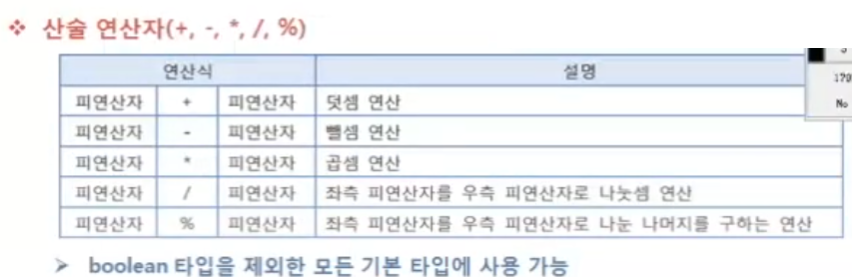 ❖ 산술 연산자(+, -, *, /, %)
연산식 설명
피연산자 + 피연산자 덧셈 연산
피연산자 - 피연산자 뺄셈 연산
피연산자 * 피연산자 곱셈 연산
피연산자 / 피연산자 좌측 피연산자를 우측 피연산자로 나눗셈 연산
피연산자 % 피연산자 좌측 피연산자를 우측 피연산자로 나눈 나머지를 구하는 연산
➢ boolean 타입을 제외한 모든 기본 타입에 사용 가능
179
No